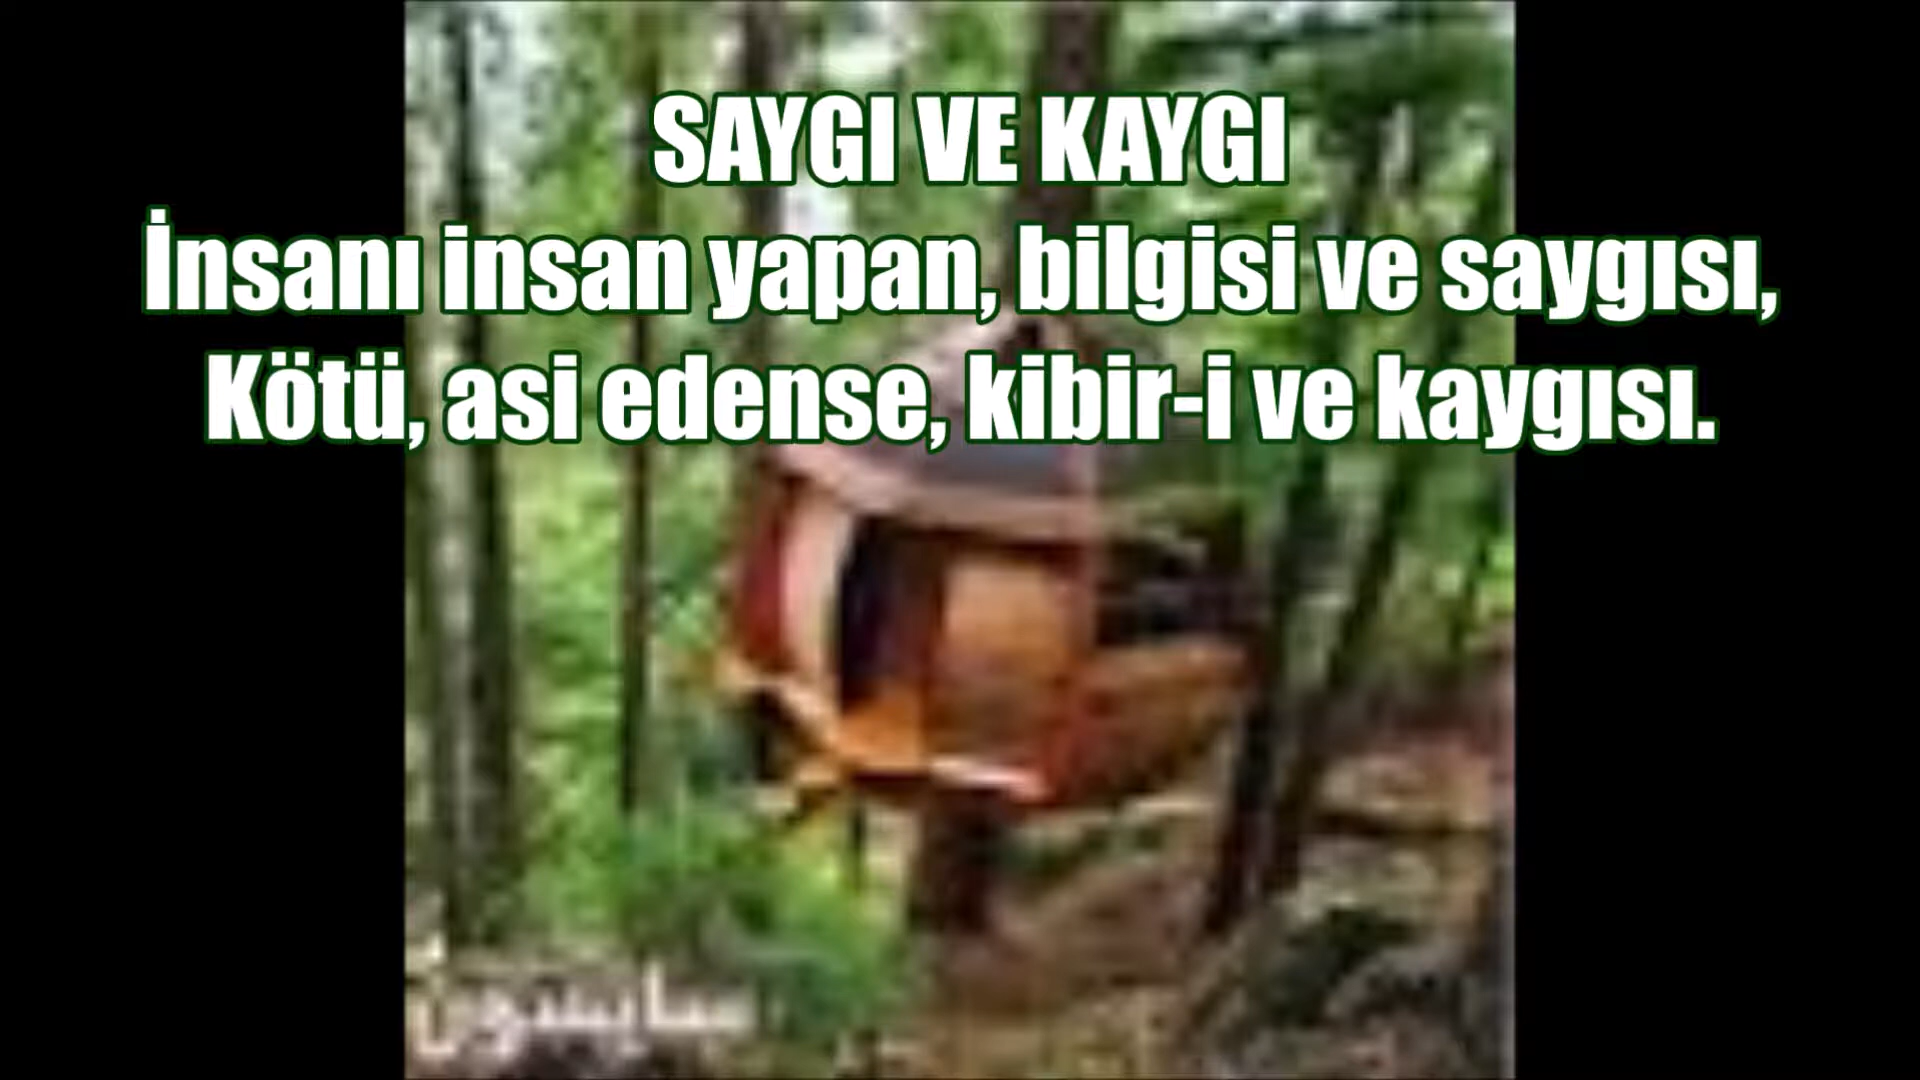 SAYGI VE KAYGI
İnsanı insan yapan, bilgisi ve saygısı,
Kötü, asi edense, kibir-i ve kaygısı.